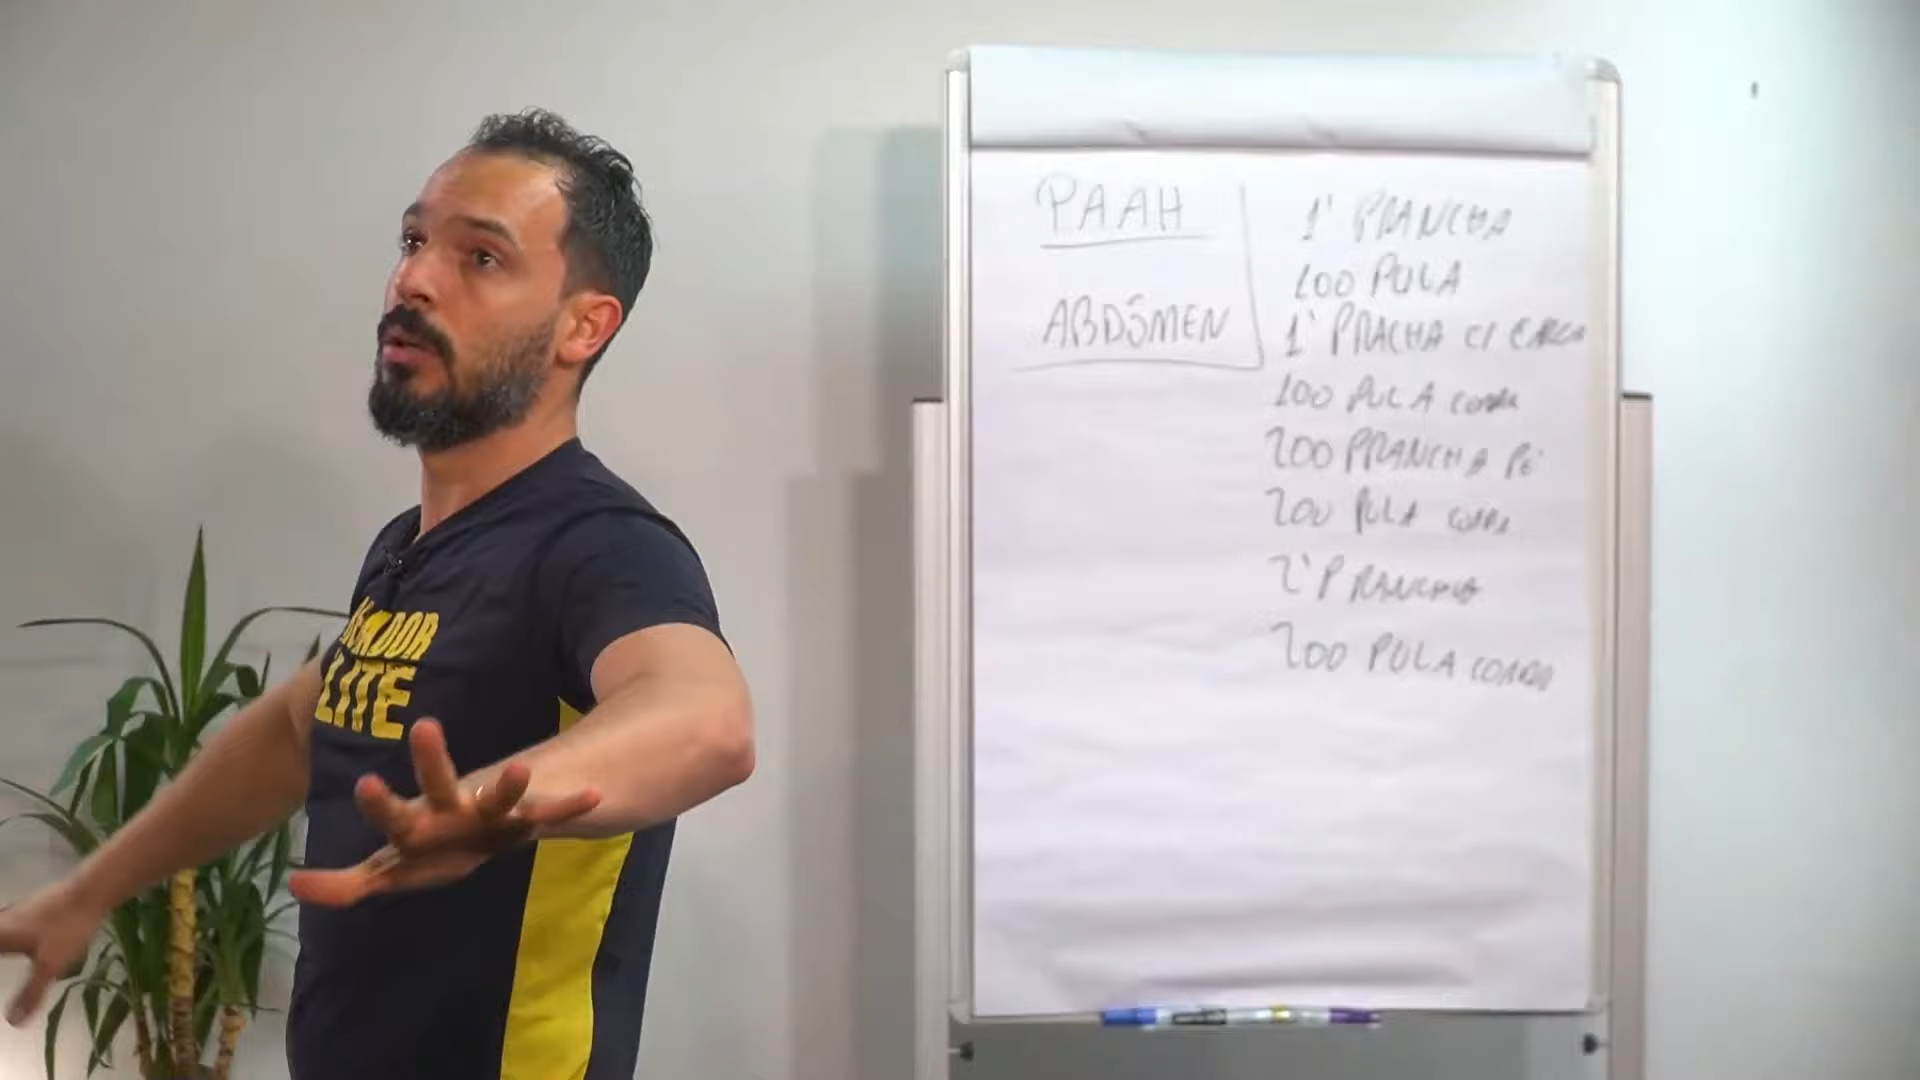 PAAH
ABDÓMEN
1' PRANCHA
100 PULA
1' PRACHA C/ CARGA
100 PULA CORDA
200 PRANCHA PÉ
200 PULA CORDA
2' PRANCHA
200 PULA CORDA
LITE